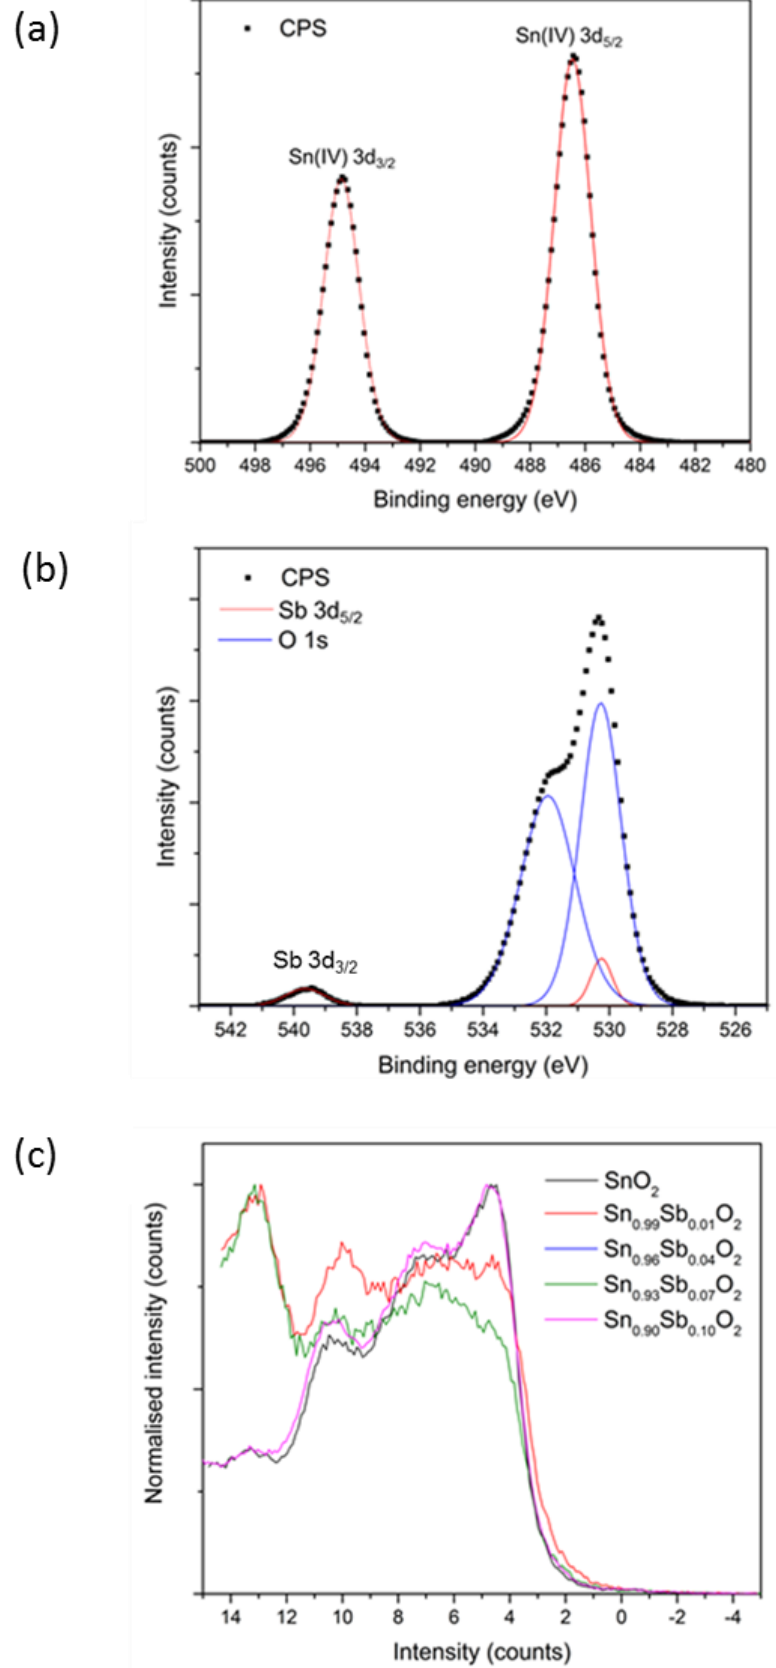 (a)
CPS
Sn(IV) 3d5/2
Sn(IV) 3d3/2
Intensity (counts)
500 498 496 494 492 490 488 486 484 482 480
Binding energy (eV)
(b)
CPS
Sb 3d5/2
O 1s
Sb 3d3/2
Intensity (counts)
542 540 538 536 534 532 530 528 526
Binding energy (eV)
(c)
SnO2
Sn0.99Sb0.01O2
Sn0.96Sb0.04O2
Sn0.93Sb0.07O2
Sn0.90Sb0.10O2
Normalised intensity (counts)
14 12 10 8 6 4 2 0 -2 -4
Intensity (counts)